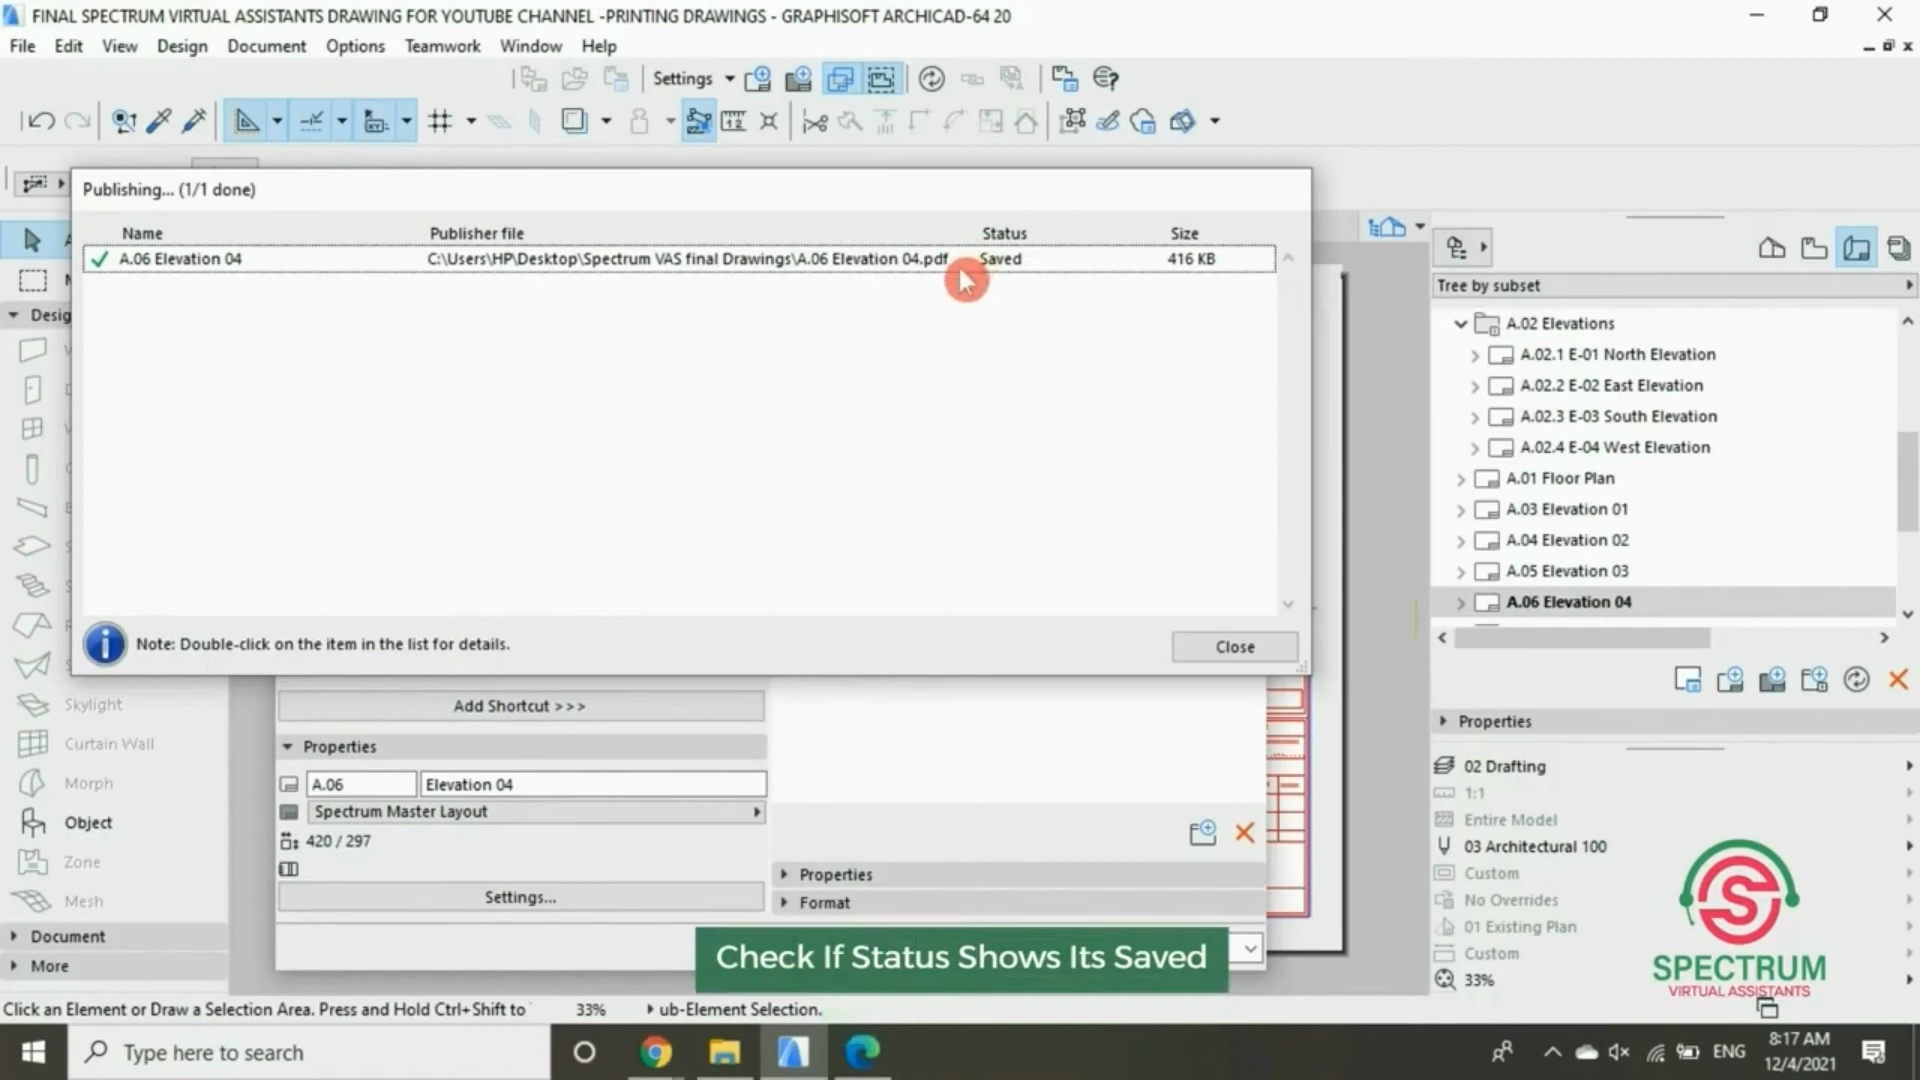 FINAL SPECTRUM VIRTUAL ASSISTANTS DRAWING FOR YOUTUBE CHANNEL -PRINTING DRAWINGS - GRAPHISOFT ARCHICAD-64 20
File Edit View Design Document Options Teamwork Window Help
Settings
Publishing... (1/1 done)
Name Publisher file Status Size
A.06 Elevation 04 C:\Users\HP\Desktop\Spectrum VAS final Drawings\A.06 Elevation 04.pdf Saved 416 KB
Note: Double-click on the item in the list for details.
Close
Desig
Skylight
Curtain Wall
Morph
Object
Zone
Mesh
Document
More
Add Shortcut >>>
Properties
A.06 Elevation 04
Spectrum Master Layout
420 / 297
Settings...
Properties
Format
Check If Status Shows Its Saved
Tree by subset
A.02 Elevations
A.02.1 E-01 North Elevation
A.02.2 E-02 East Elevation
A.02.3 E-03 South Elevation
A.02.4 E-04 West Elevation
A.01 Floor Plan
A.03 Elevation 01
A.04 Elevation 02
A.05 Elevation 03
A.06 Elevation 04
Properties
02 Drafting
1:1
Entire Model
03 Architectural 100
Custom
No Overrides
01 Existing Plan
Custom
33%
SPECTRUM
VIRTUAL ASSISTANTS
Click an Element or Draw a Selection Area. Press and Hold Ctrl+Shift to 33% ub-Element Selection.
Type here to search
ENG
8:17 AM
12/4/2021